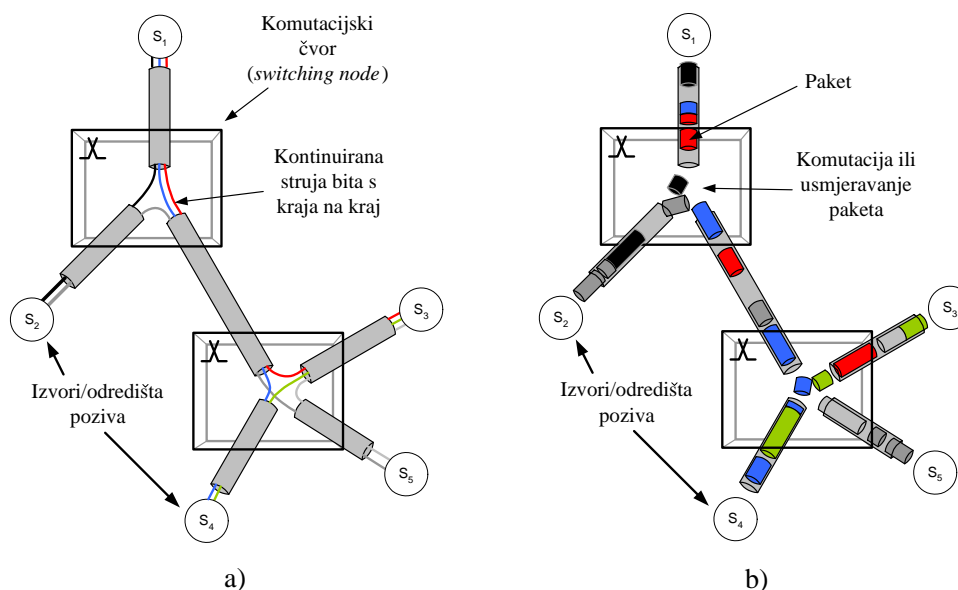 S1
Komutacijski
čvor
(switching node)
Kontinuirana
struja bita s
kraja na kraj
S2
S3
Izvori/odredišta
poziva
S5
S4
a)
S1
Paket
Komutacija ili
usmjeravanje
paketa
S2
S3
Izvori/odredišta
poziva
S5
S4
b)